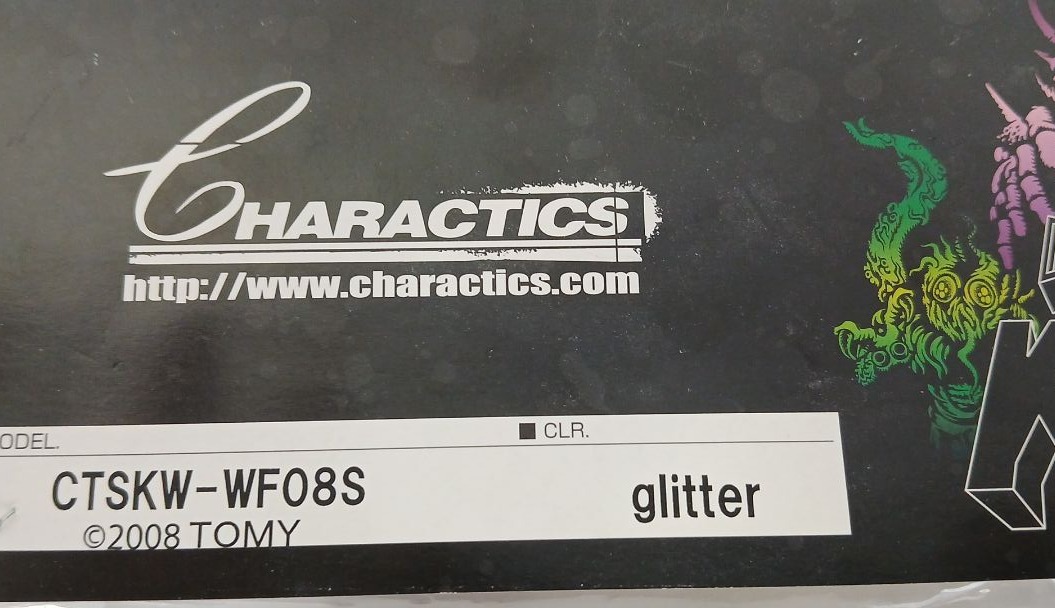 CHARACTICS
http://www.charactics.com
ODEL.
■ CLR.
CTSKW-WF08S
glitter
©2008 TOMY